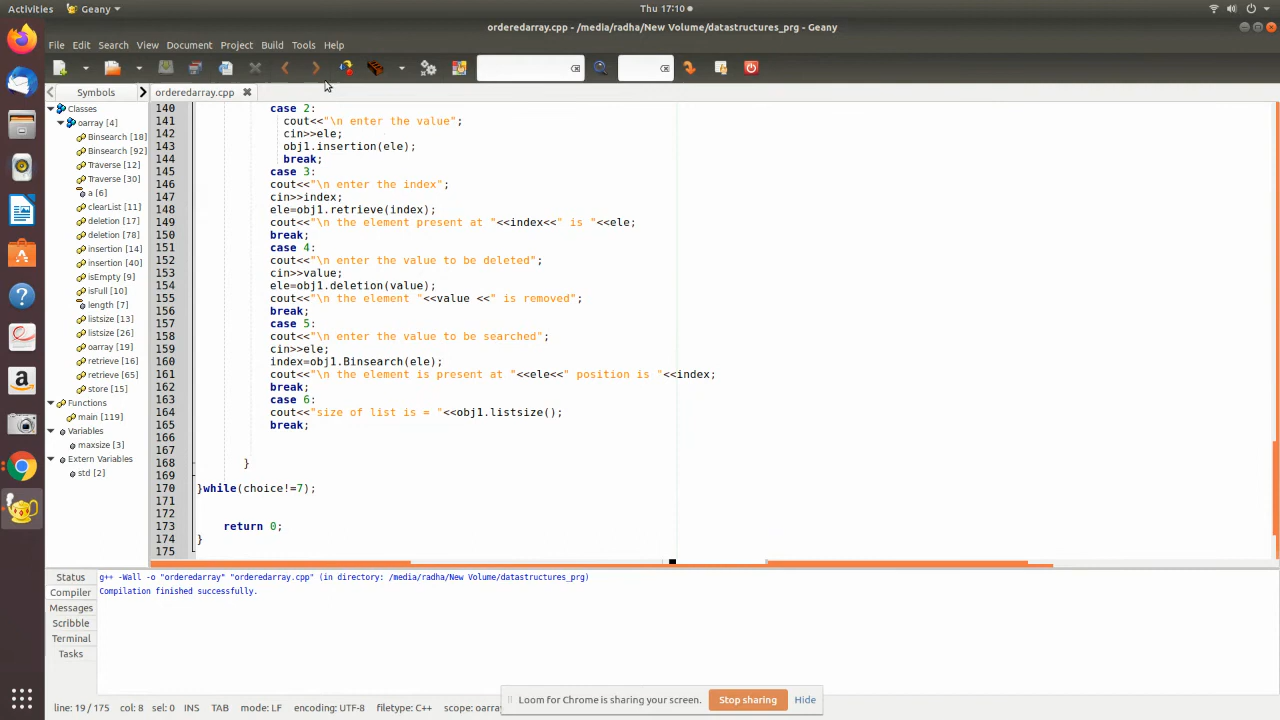 Activities
Geany
Thu 17:10
orderedarray.cpp - /media/radha/New Volume/datastructures_prg - Geany
File Edit Search View Document Project Build Tools Help
Symbols
orderedarray.cpp
Classes
oarray [4]
Binsearch [18]
Binsearch [92]
Traverse [12]
Traverse [30]
a [6]
clearList [11]
deletion [17]
deletion [78]
insertion [14]
insertion [40]
isEmpty [9]
isFull [10]
length [7]
listsize [13]
listsize [26]
oarray [19]
retrieve [16]
retrieve [65]
store [15]
Functions
main [119]
Variables
maxsize [3]
Extern Variables
std [2]
140 case 2:
141 cout<<"\n enter the value";
142 cin>>ele;
143 obj1.insertion(ele);
144 break;
145 case 3:
146 cout<<"\n enter the index";
147 cin>>index;
148 ele=obj1.retrieve(index);
149 cout<<"\n the element present at "<<index<<" is "<<ele;
150 break;
151 case 4:
152 cout<<"\n enter the value to be deleted";
153 cin>>value;
154 ele=obj1.deletion(value);
155 cout<<"\n the element "<<value <<" is removed";
156 break;
157 case 5:
158 cout<<"\n enter the value to be searched";
159 cin>>ele;
160 index=obj1.Binsearch(ele);
161 cout<<"\n the element is present at "<<ele<<" position is "<<index;
162 break;
163 case 6:
164 cout<<"size of list is = "<<obj1.listsize();
165 break;
166
167
168 }
169
170 }while(choice!=7);
171
172
173 return 0;
174 }
175
Status
Compiler
Messages
Scribble
Terminal
Tasks
g++ -Wall -o "orderedarray" "orderedarray.cpp" (in directory: /media/radha/New Volume/datastructures_prg)
Compilation finished successfully.
Loom for Chrome is sharing your screen. Stop sharing Hide
line: 19 / 175 col: 8 sel: 0 INS TAB mode: LF encoding: UTF-8 filetype: C++ scope: oarray